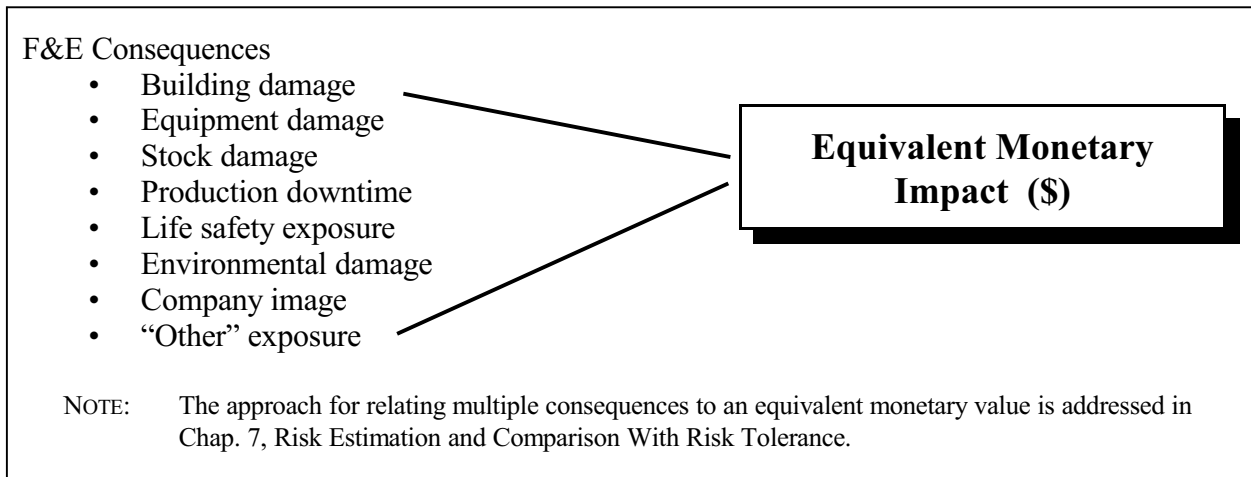 F&E Consequences
• Building damage
• Equipment damage
• Stock damage
• Production downtime
• Life safety exposure
• Environmental damage
• Company image
• “Other” exposure
Equivalent Monetary
Impact ($)
NOTE: The approach for relating multiple consequences to an equivalent monetary value is addressed in
Chap. 7, Risk Estimation and Comparison With Risk Tolerance.